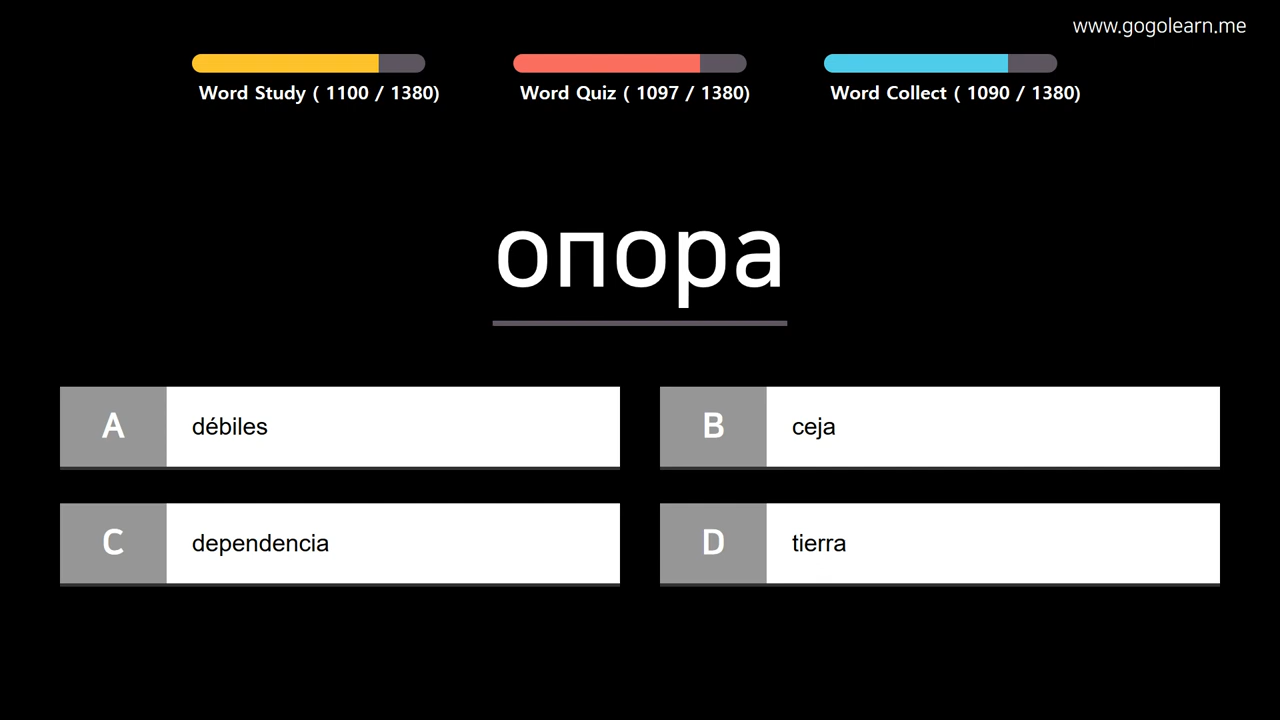 www.gogolearn.me
Word Study ( 1100 / 1380)
Word Quiz ( 1097 / 1380)
Word Collect ( 1090 / 1380)
опора
A débiles
B ceja
C dependencia
D tierra